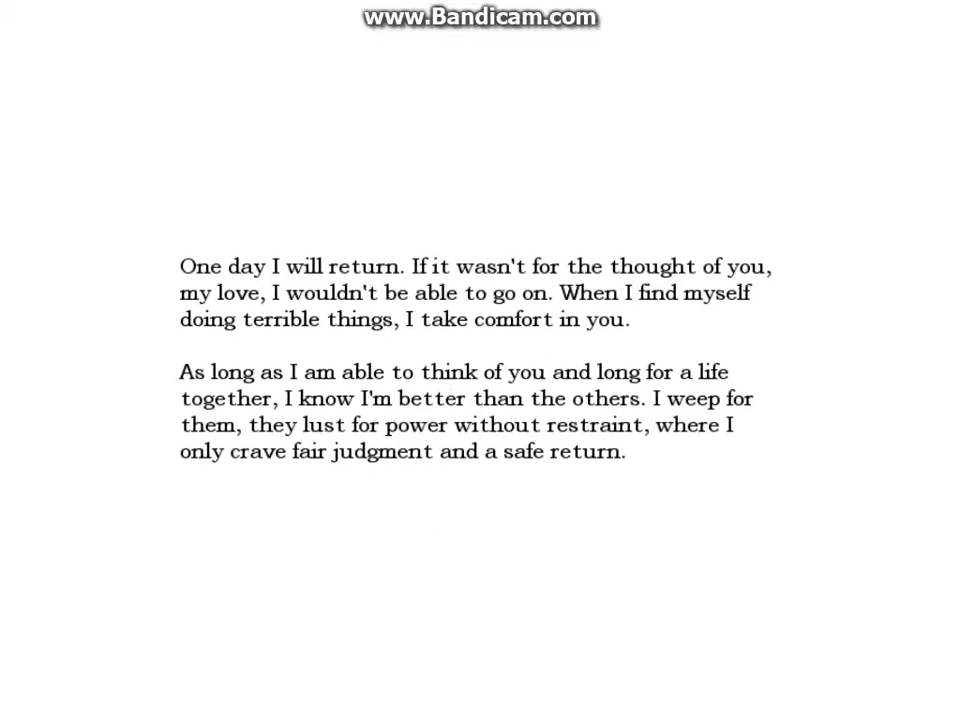 www.Bandicam.com
One day I will return. If it wasn't for the thought of you,
my love, I wouldn't be able to go on. When I find myself
doing terrible things, I take comfort in you.
As long as I am able to think of you and long for a life
together, I know I'm better than the others. I weep for
them, they lust for power without restraint, where I
only crave fair judgment and a safe return.